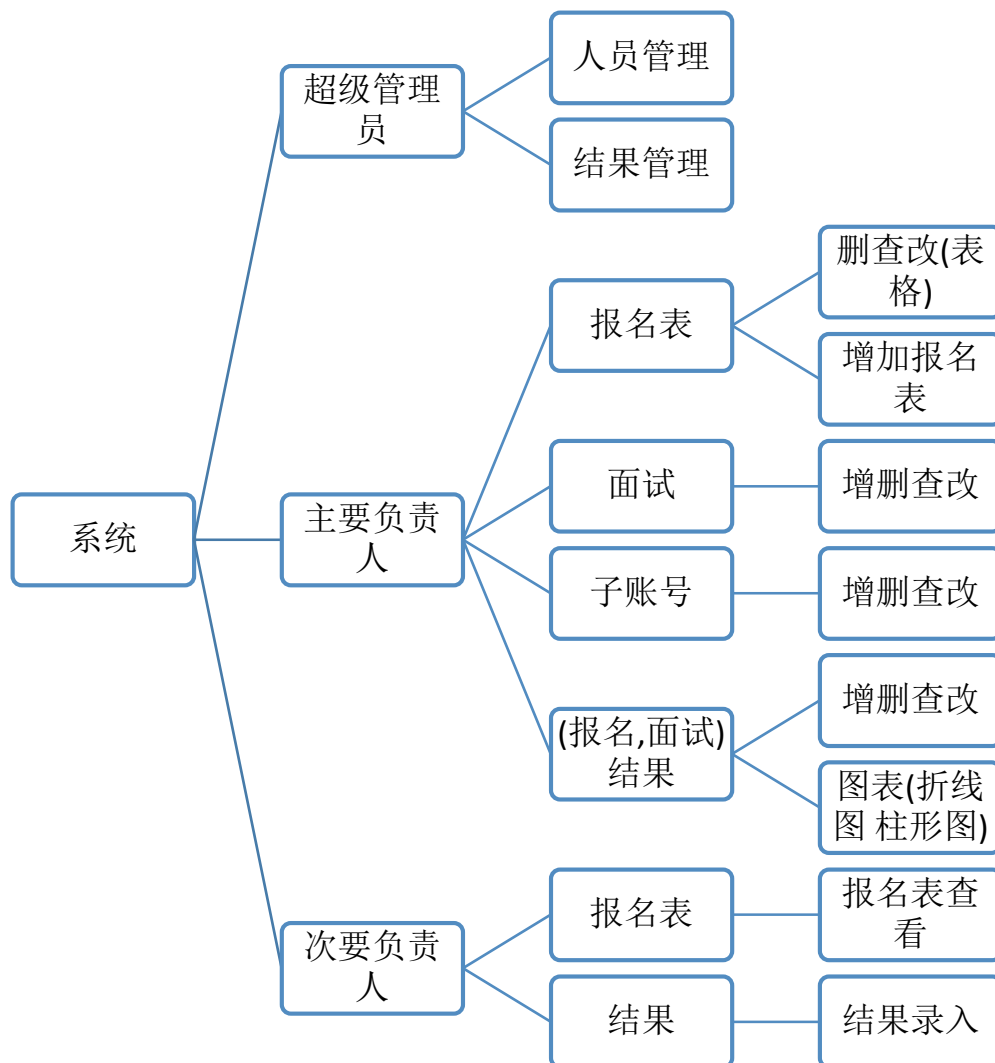 系统
超级管理
员
人员管理
结果管理
主要负责
人
报名表
删查改(表
格)
增加报名
表
面试
增删查改
子账号
增删查改
(报名,面试)
结果
增删查改
图表(折线
图 柱形图)
次要负责
人
报名表
报名表查
看
结果
结果录入